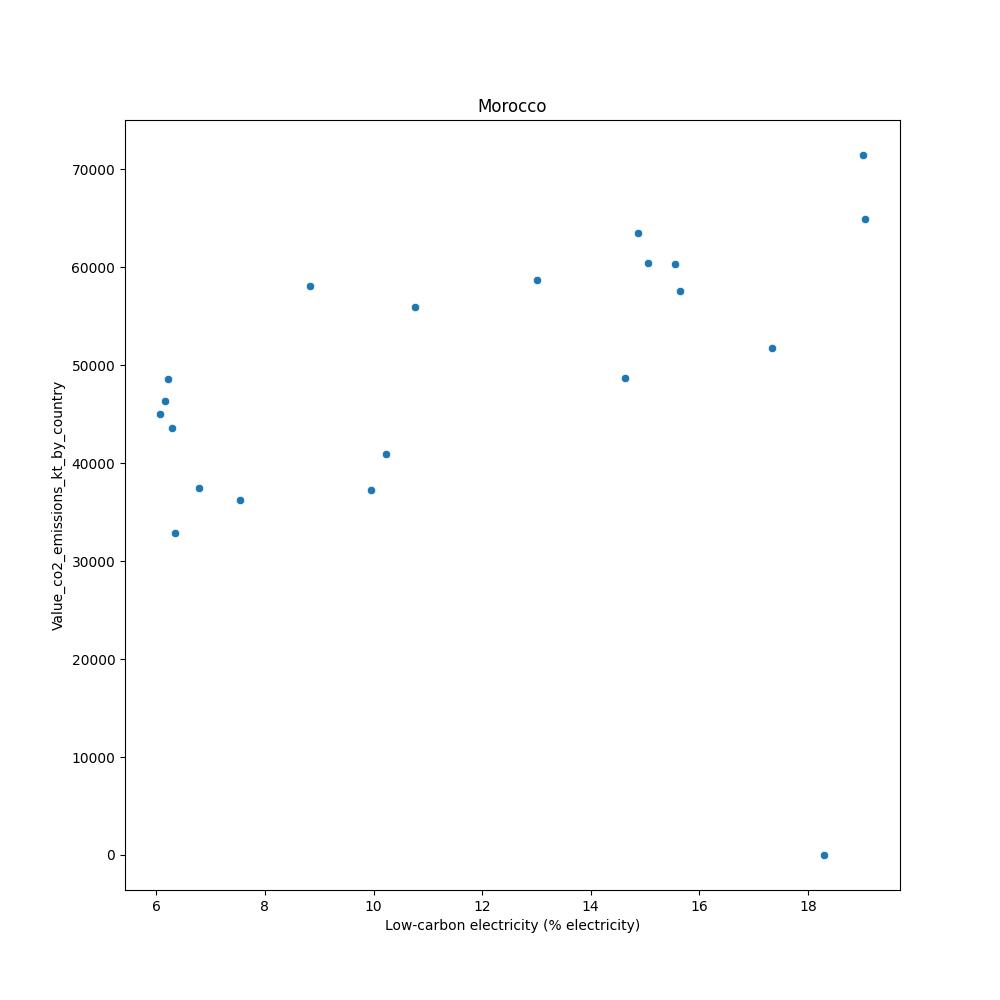 Morocco
Value_co2_emissions_kt_by_country
70000
60000
50000
40000
30000
20000
10000
0
6 8 10 12 14 16 18
Low-carbon electricity (% electricity)